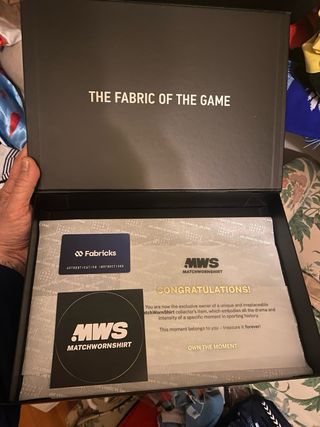 THE FABRIC OF THE GAME
Fabricks
AUTHENTICATION INSTRUCTIONS
MWS
MATCHWORNSHIRT
CONGRATULATIONS!
You are now the exclusive owner of a unique and irreplaceable
MatchWornShirt collector's item, which embodies all the drama and
intensity of a specific moment in sporting history.
This moment belongs to you - treasure it forever!
OWN THE MOMENT
MWS
MATCHWORNSHIRT